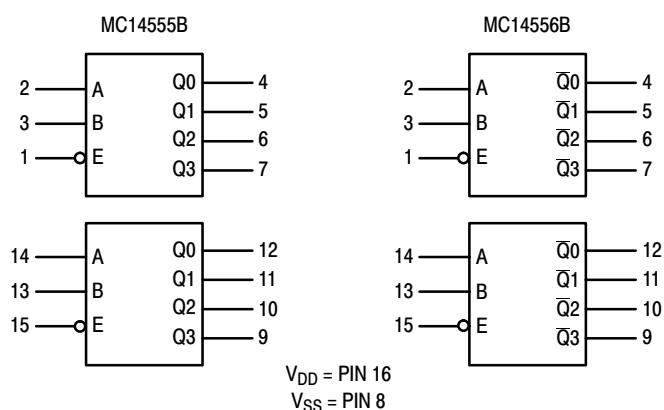 MC14555B
2 A Q0 4
3 B Q1 5
1 E Q2 6
Q3 7
14 A Q0 12
13 B Q1 11
15 E Q2 10
Q3 9
MC14556B
2 A Q̅0 4
3 B Q̅1 5
1 E Q̅2 6
Q̅3 7
14 A Q̅0 12
13 B Q̅1 11
15 E Q̅2 10
Q̅3 9
VDD = PIN 16
VSS = PIN 8